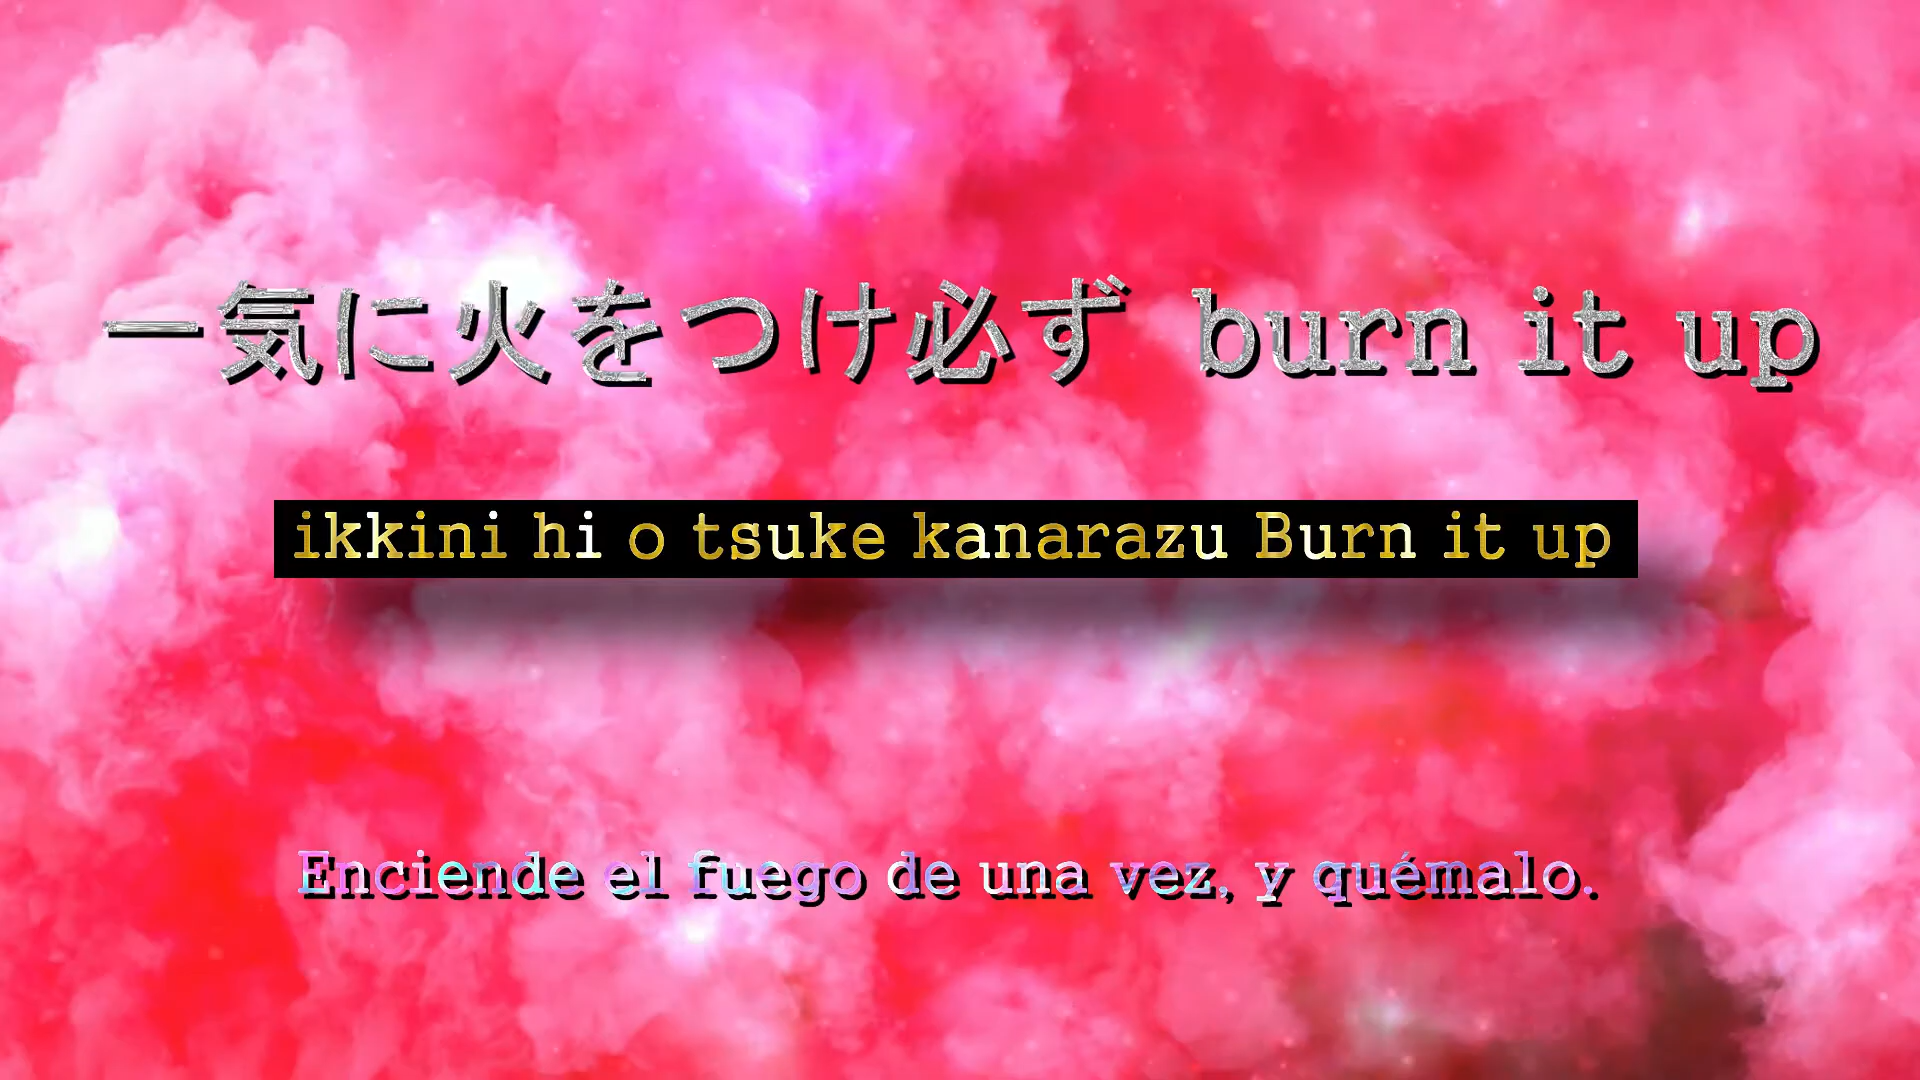 一気に火をつけ必ず burn it up
ikkini hi o tsuke kanarazu Burn it up
Enciende el fuego de una vez, y quémalo.